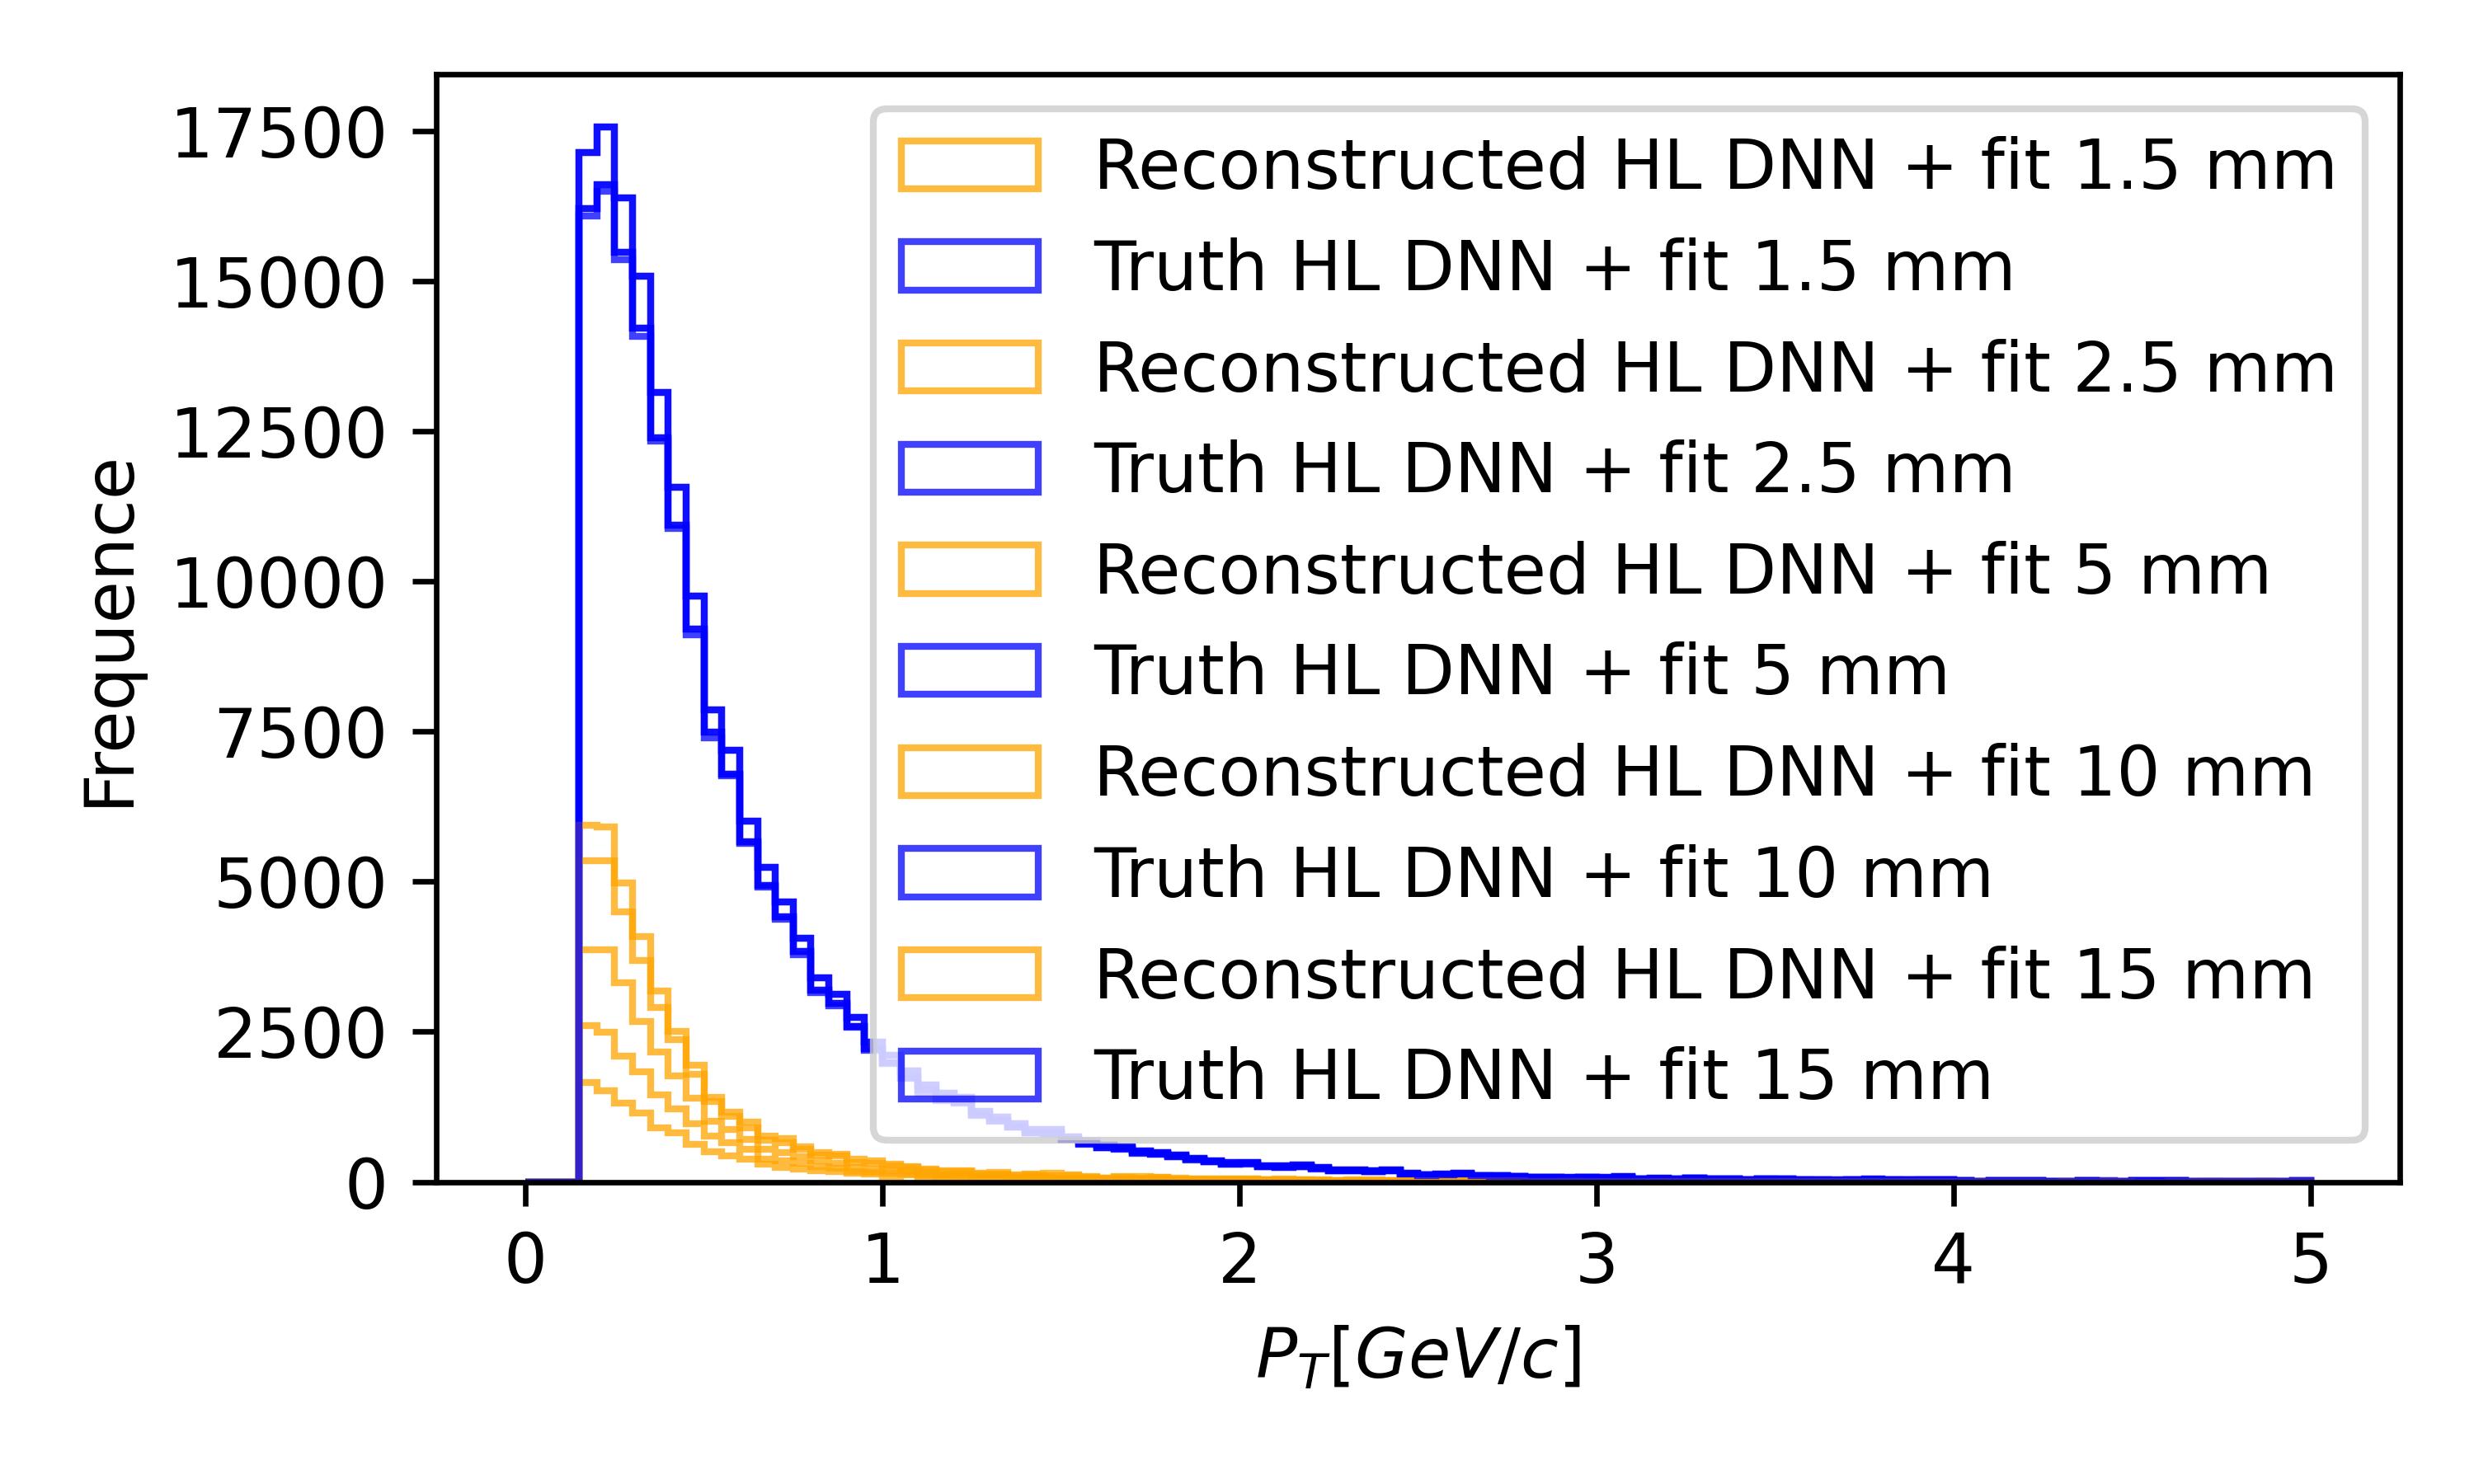 17500
15000
12500
10000
7500
5000
2500
0
Frequence
Reconstructed HL DNN + fit 1.5 mm
Truth HL DNN + fit 1.5 mm
Reconstructed HL DNN + fit 2.5 mm
Truth HL DNN + fit 2.5 mm
Reconstructed HL DNN + fit 5 mm
Truth HL DNN + fit 5 mm
Reconstructed HL DNN + fit 10 mm
Truth HL DNN + fit 10 mm
Reconstructed HL DNN + fit 15 mm
Truth HL DNN + fit 15 mm
0 1 2 3 4 5
P_T[GeV/c]